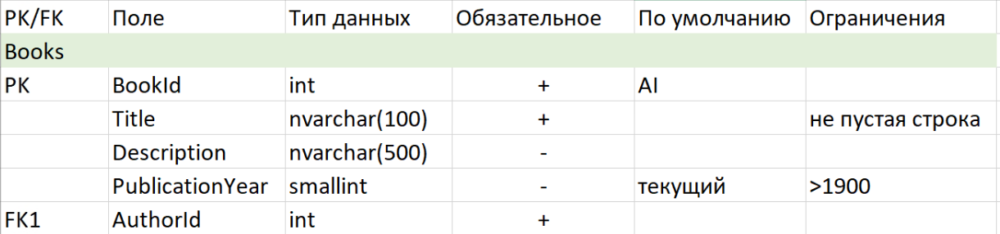 PK/FK Поле Тип данных Обязательное По умолчанию Ограничения
Books
PK BookId int + AI
Title nvarchar(100) + не пустая строка
Description nvarchar(500) -
PublicationYear smallint - текущий >1900
FK1 AuthorId int +